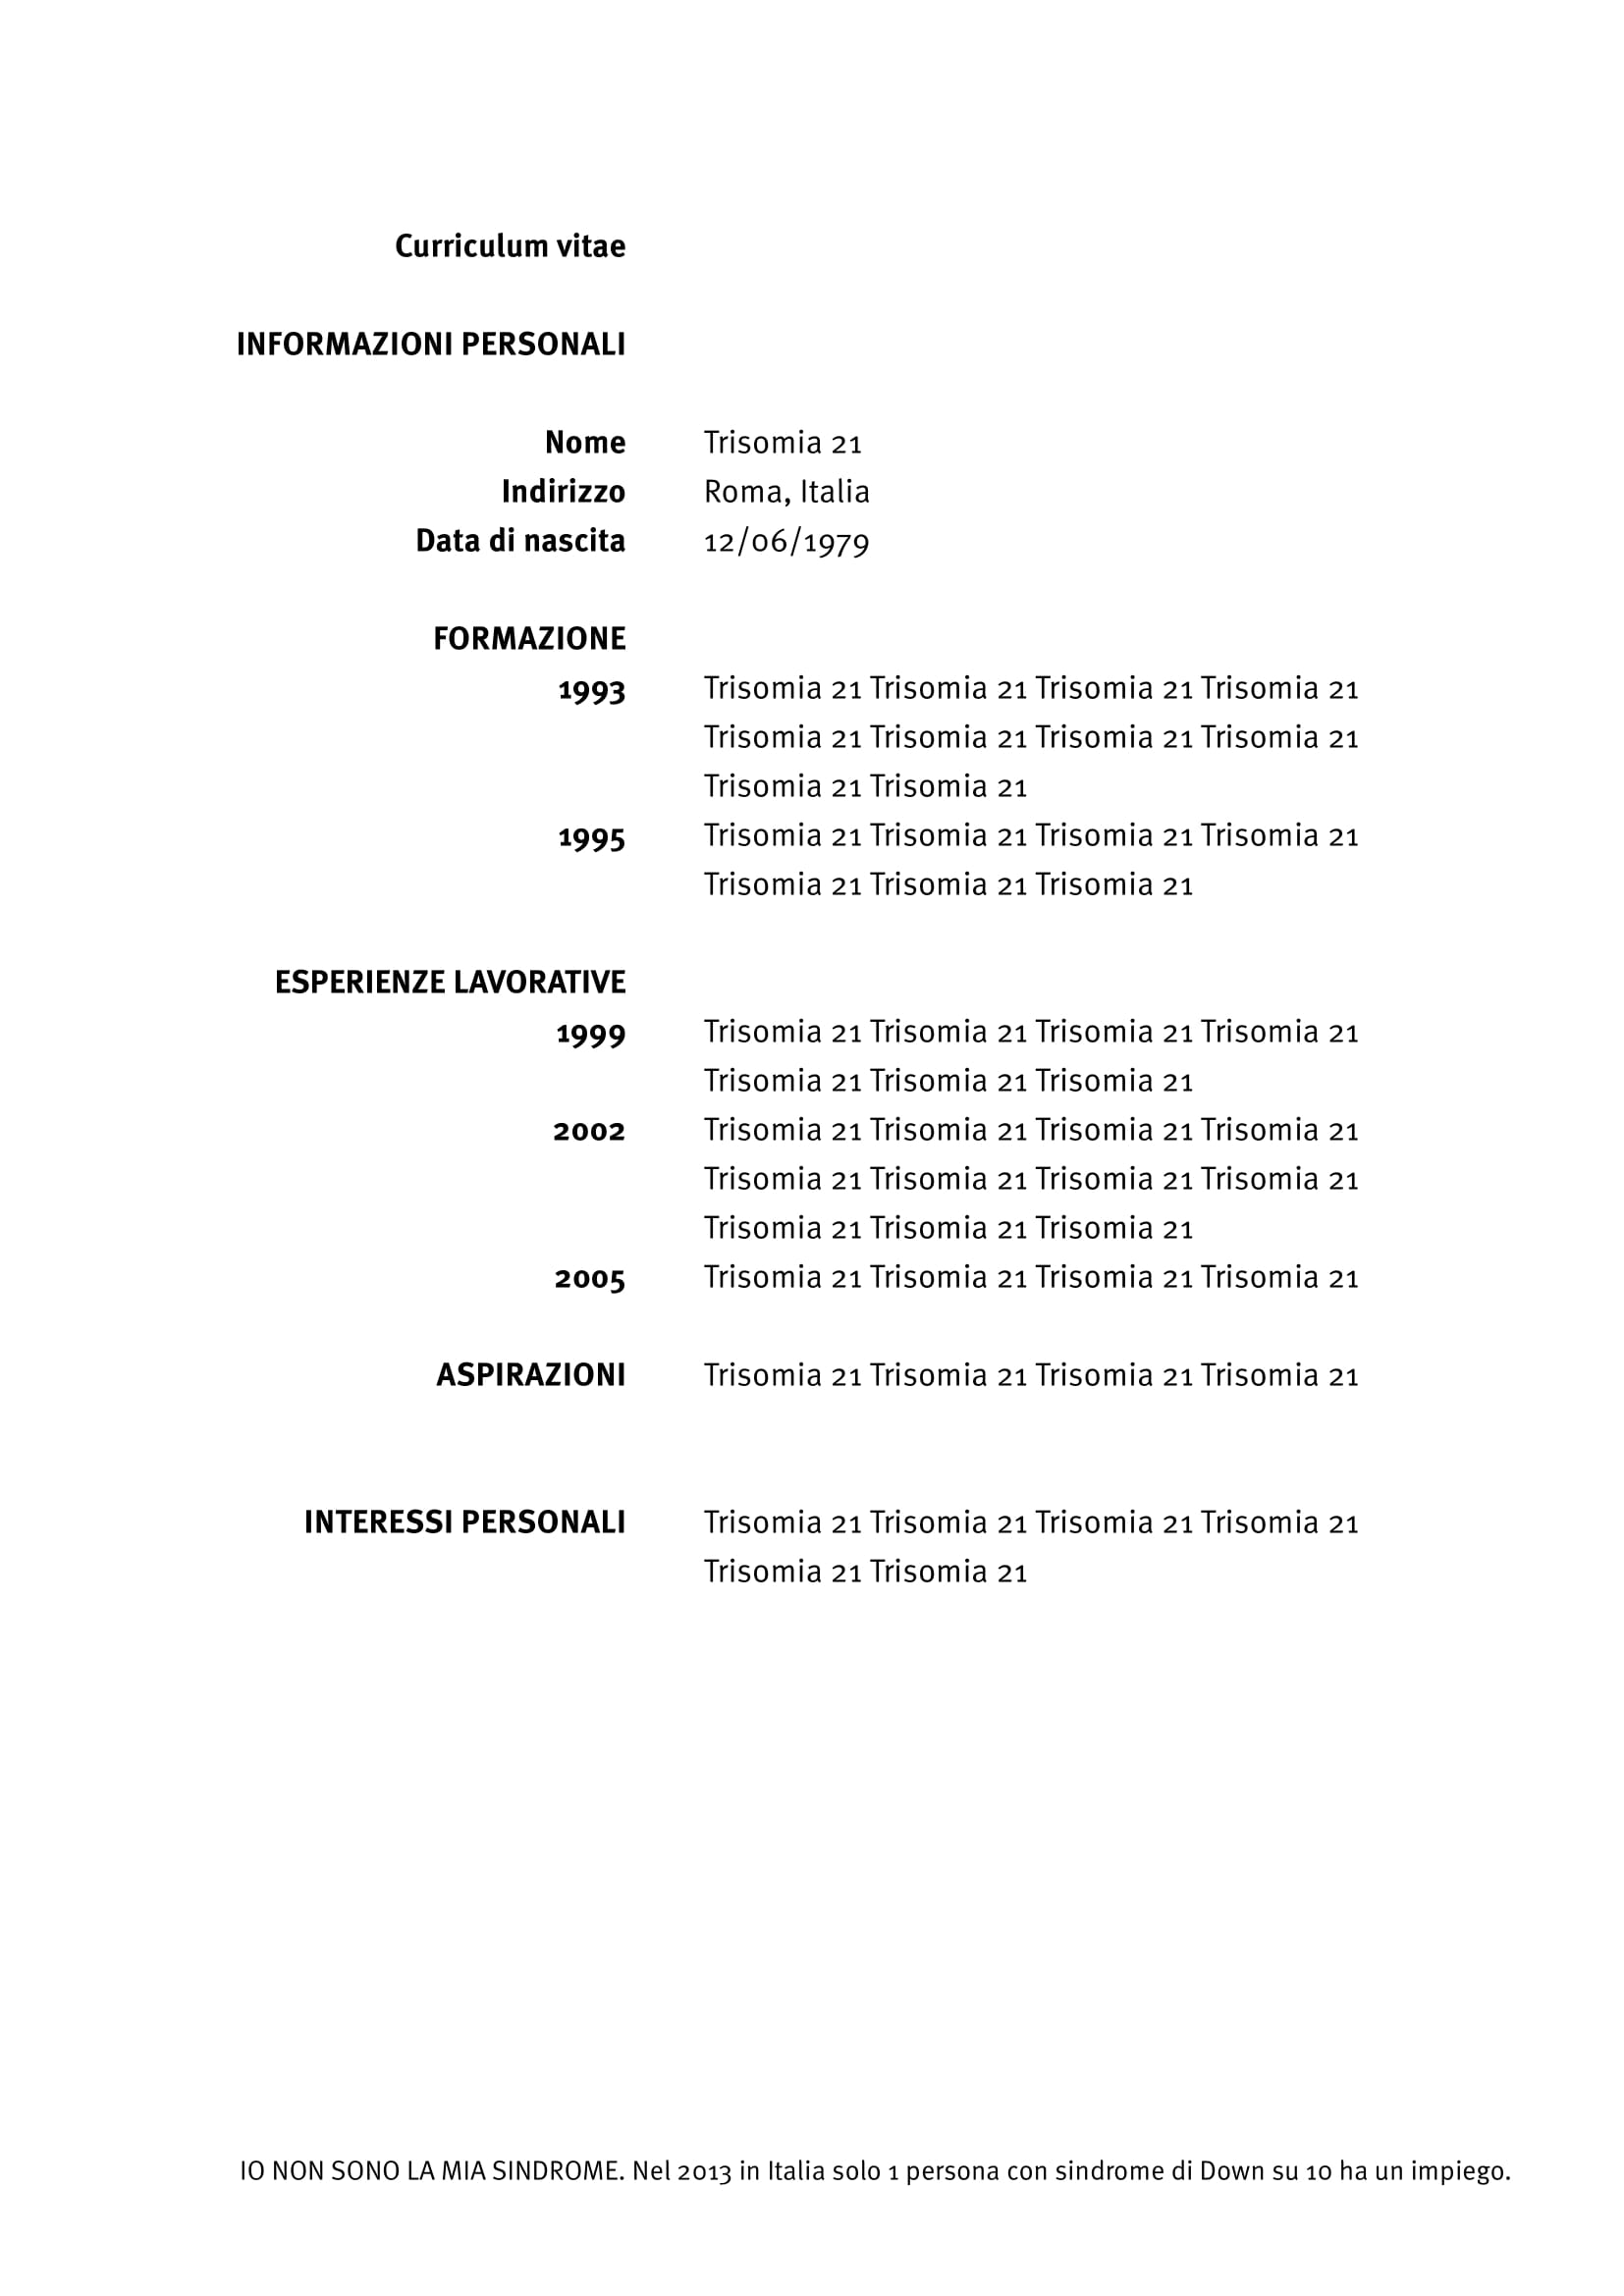 Curriculum vitae
INFORMAZIONI PERSONALI
Nome Trisomia 21
Indirizzo Roma, Italia
Data di nascita 12/06/1979
FORMAZIONE
1993 Trisomia 21 Trisomia 21 Trisomia 21 Trisomia 21
Trisomia 21 Trisomia 21 Trisomia 21 Trisomia 21
Trisomia 21 Trisomia 21
1995 Trisomia 21 Trisomia 21 Trisomia 21 Trisomia 21
Trisomia 21 Trisomia 21 Trisomia 21
ESPERIENZE LAVORATIVE
1999 Trisomia 21 Trisomia 21 Trisomia 21 Trisomia 21
Trisomia 21 Trisomia 21 Trisomia 21
2002 Trisomia 21 Trisomia 21 Trisomia 21 Trisomia 21
Trisomia 21 Trisomia 21 Trisomia 21 Trisomia 21
Trisomia 21 Trisomia 21 Trisomia 21
2005 Trisomia 21 Trisomia 21 Trisomia 21 Trisomia 21
ASPIRAZIONI Trisomia 21 Trisomia 21 Trisomia 21 Trisomia 21
INTERESSI PERSONALI Trisomia 21 Trisomia 21 Trisomia 21 Trisomia 21
Trisomia 21 Trisomia 21
IO NON SONO LA MIA SINDROME. Nel 2013 in Italia solo 1 persona con sindrome di Down su 10 ha un impiego.